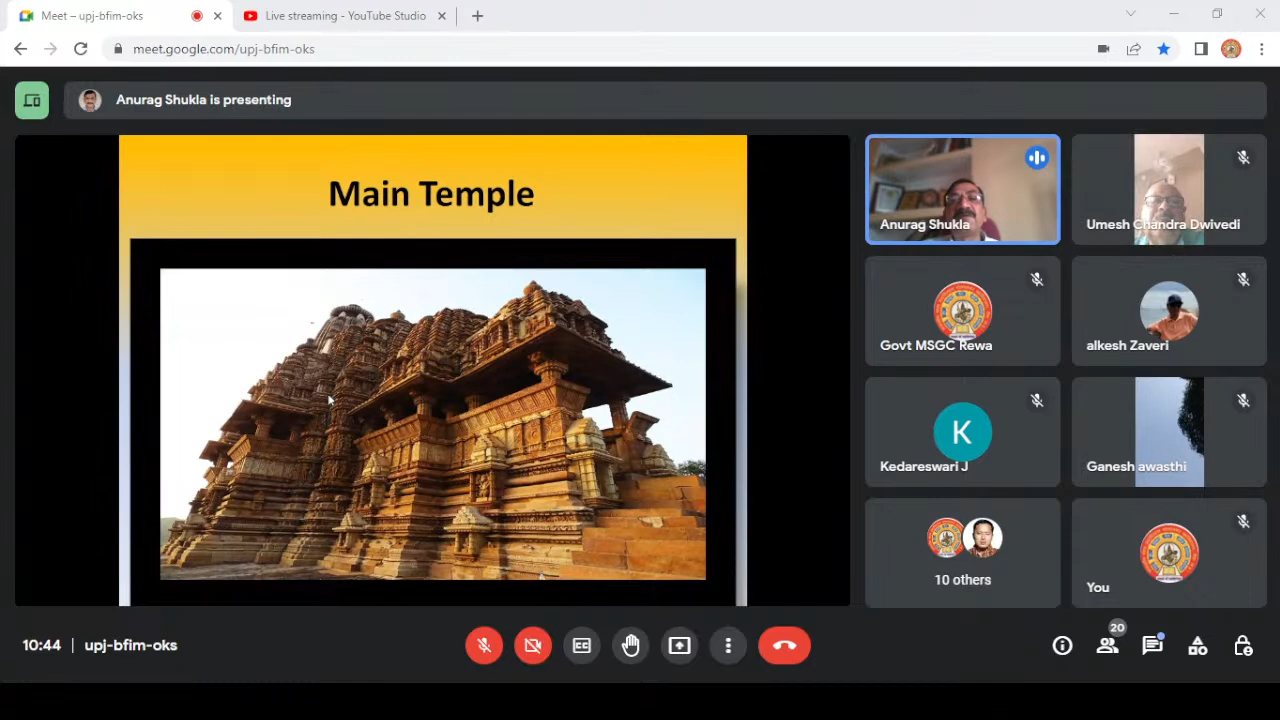 Meet – upj-bfim-oks
Live streaming - YouTube Studio
meet.google.com/upj-bfim-oks
Anurag Shukla is presenting
Main Temple
Anurag Shukla
Umesh Chandra Dwivedi
Govt MSGC Rewa
alkesh Zaveri
K
Kedareswari J
Ganesh awasthi
10 others
You
10:44 | upj-bfim-oks
CC
20